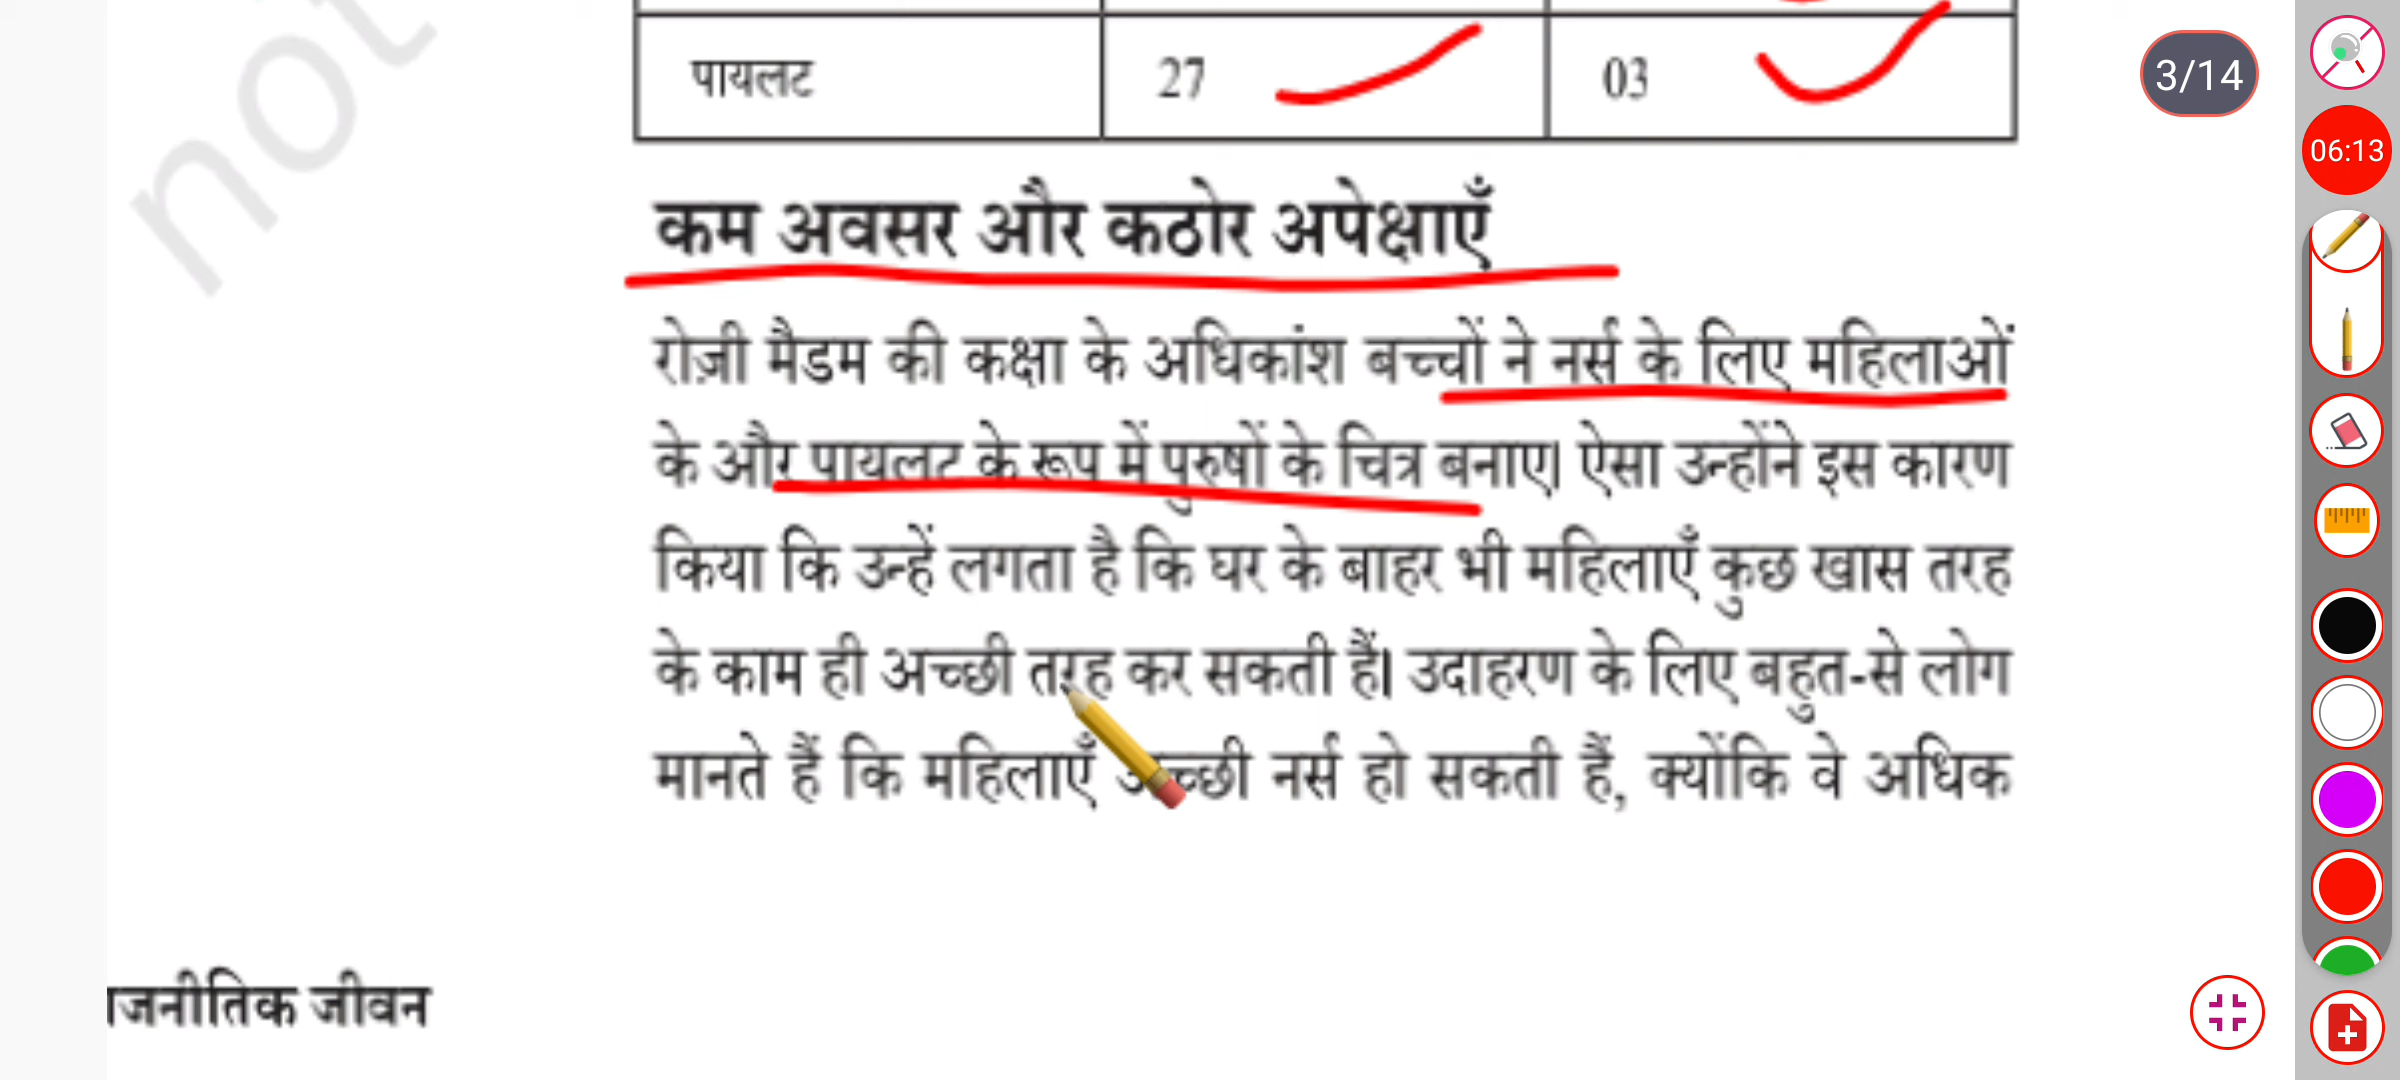 not
पायलट 27 03
3/14
06:13
कम अवसर और कठोर अपेक्षाएँ
रोज़ी मैडम की कक्षा के अधिकांश बच्चों ने नर्स के लिए महिलाओं
के और पायलट के रूप में पुरुषों के चित्र बनाए। ऐसा उन्होंने इस कारण
किया कि उन्हें लगता है कि घर के बाहर भी महिलाएँ कुछ खास तरह
के काम ही अच्छी तरह कर सकती हैं। उदाहरण के लिए बहुत-से लोग
मानते हैं कि महिलाएँ अच्छी नर्स हो सकती हैं, क्योंकि वे अधिक
ाजनीतिक जीवन